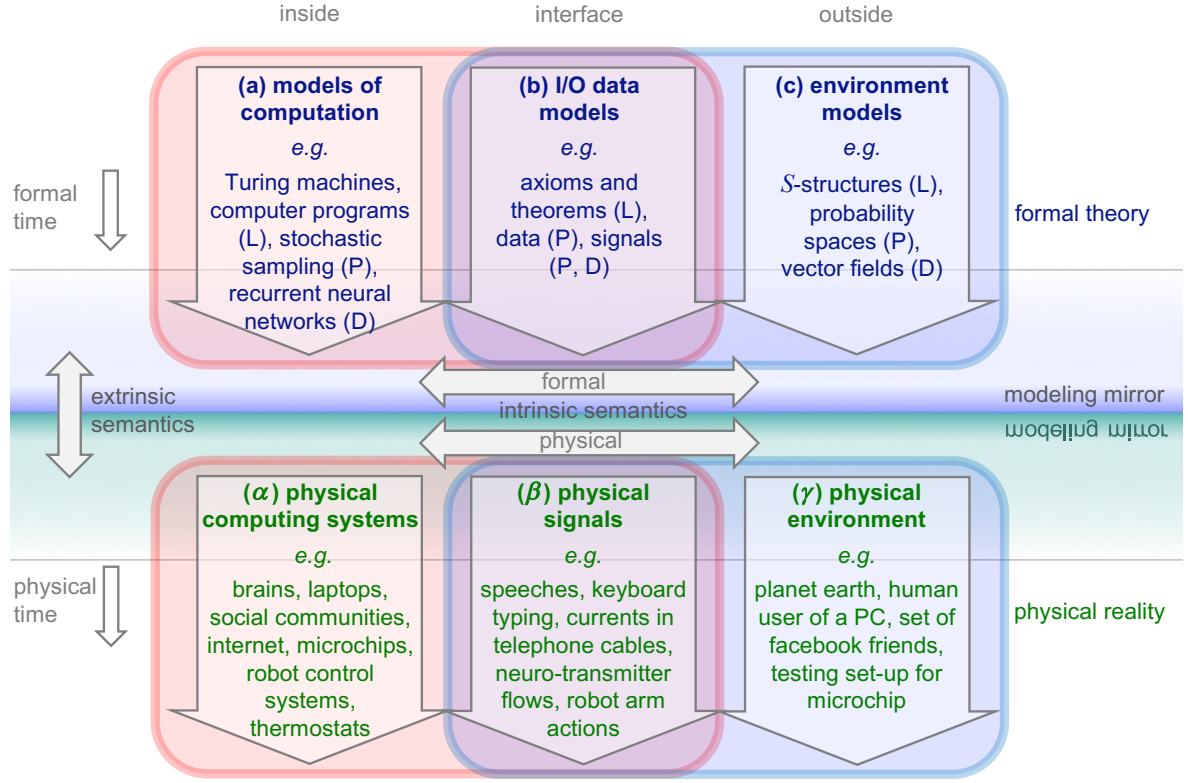 inside
interface
outside
(a) models of
computation
e.g.
Turing machines,
computer programs
(L), stochastic
sampling (P),
recurrent neural
networks (D)
(b) I/O data
models
e.g.
axioms and
theorems (L),
data (P), signals
(P, D)
(c) environment
models
e.g.
S-structures (L),
probability
spaces (P),
vector fields (D)
formal
time
formal theory
extrinsic
semantics
formal
intrinsic semantics
physical
modeling mirror
modeling mirror
(α) physical
computing systems
e.g.
brains, laptops,
social communities,
internet, microchips,
robot control
systems,
thermostats
(β) physical
signals
e.g.
speeches, keyboard
typing, currents in
telephone cables,
neuro-transmitter
flows, robot arm
actions
(γ) physical
environment
e.g.
planet earth, human
user of a PC, set of
facebook friends,
testing set-up for
microchip
physical
time
physical reality